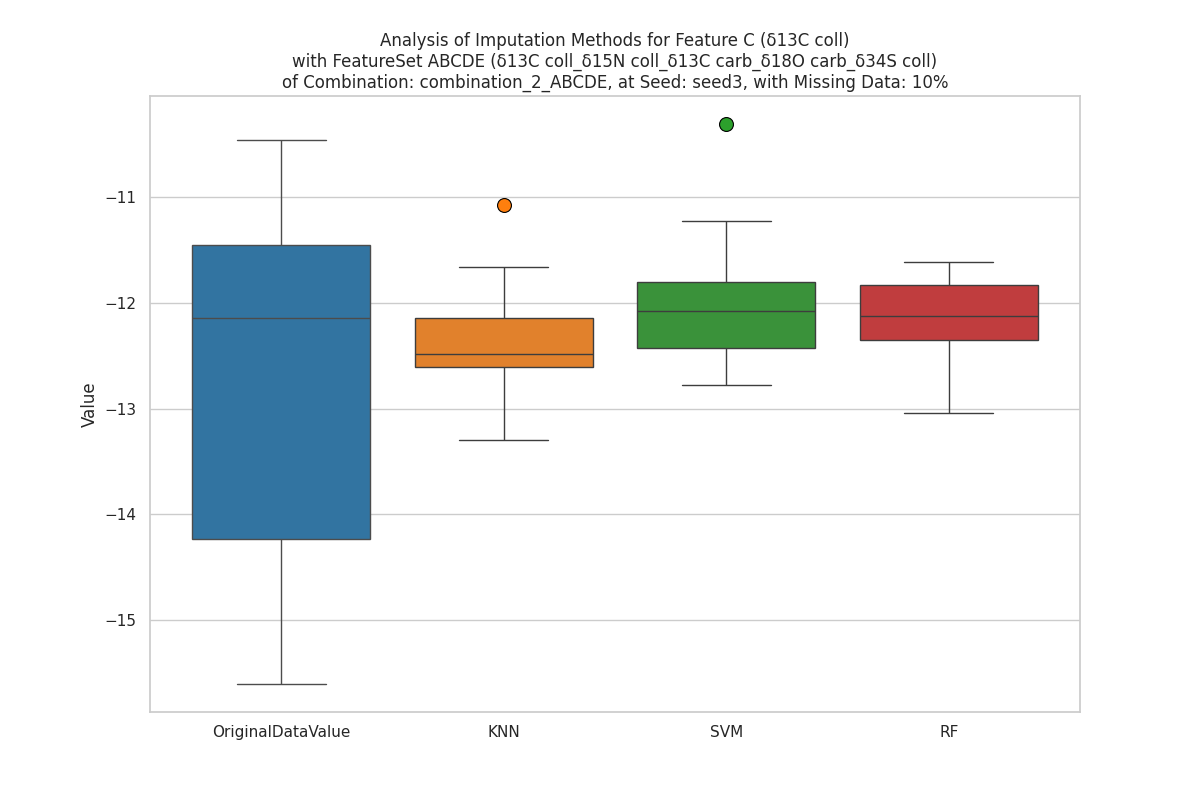 Analysis of Imputation Methods for Feature C (δ13C coll)
with FeatureSet ABCDE (δ13C coll_δ15N coll_δ13C carb_δ18O carb_δ34S coll)
of Combination: combination_2_ABCDE, at Seed: seed3, with Missing Data: 10%
Value
−11
−12
−13
−14
−15
OriginalDataValue
KNN
SVM
RF